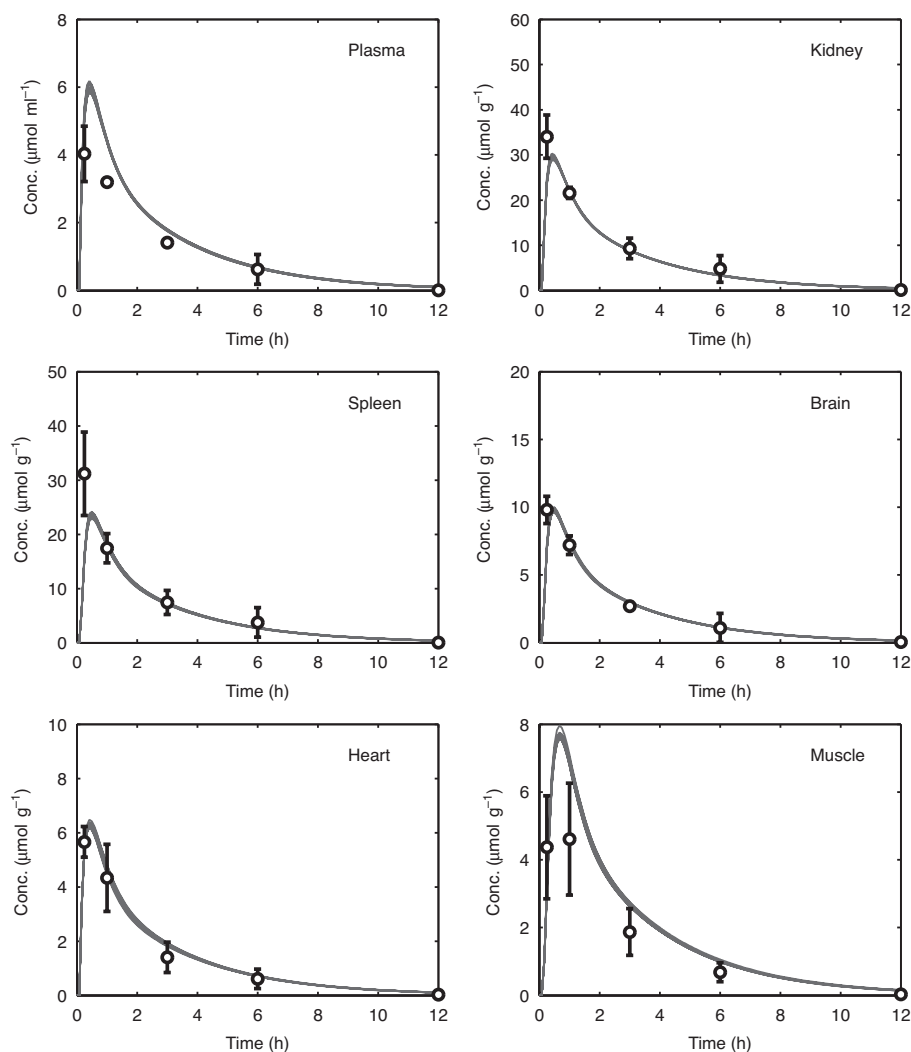 Plasma
Conc. (μmol ml⁻¹)
8
6
4
2
0
0 2 4 6 8 10 12
Time (h)
Kidney
Conc. (μmol g⁻¹)
60
50
40
30
20
10
0
0 2 4 6 8 10 12
Time (h)
Spleen
Conc. (μmol g⁻¹)
50
40
30
20
10
0
0 2 4 6 8 10 12
Time (h)
Brain
Conc. (μmol g⁻¹)
20
15
10
5
0
0 2 4 6 8 10 12
Time (h)
Heart
Conc. (μmol g⁻¹)
10
8
6
4
2
0
0 2 4 6 8 10 12
Time (h)
Muscle
Conc. (μmol g⁻¹)
8
6
4
2
0
0 2 4 6 8 10 12
Time (h)